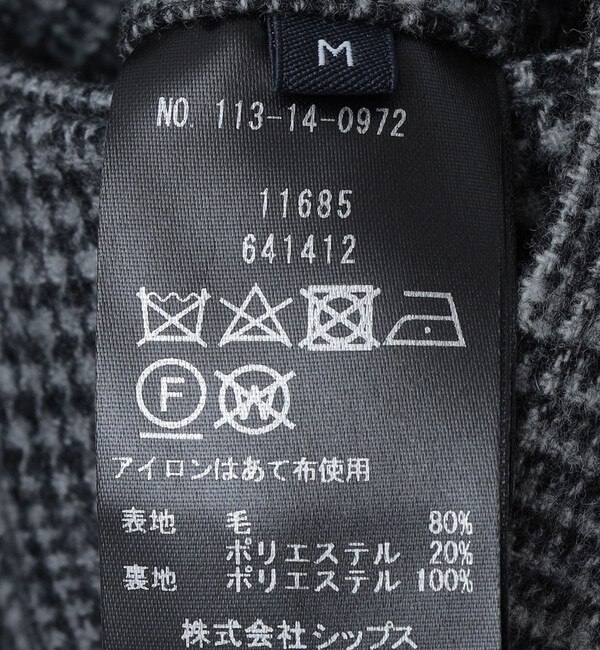 M
NO. 113-14-0972
11685
641412
F W
アイロンはあて布使用
表地 毛 80%
ポリエステル 20%
裏地 ポリエステル 100%
株式会社シップス